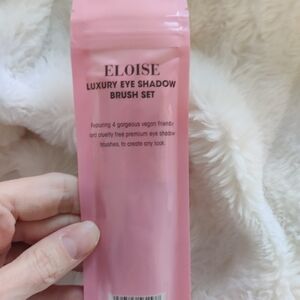 ELOISE
LUXURY EYE SHADOW
BRUSH SET
Featuring 4 gorgeous vegan friendly
and cruelty free premium eye shadow
brushes, to create any look.